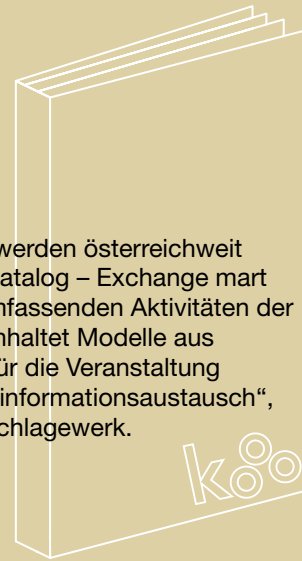 werden österreichweit
atalog – Exchange mart
nfassenden Aktivitäten der
nhaltet Modelle aus
ür die Veranstaltung
informationsaustausch“,
chlagewerk.